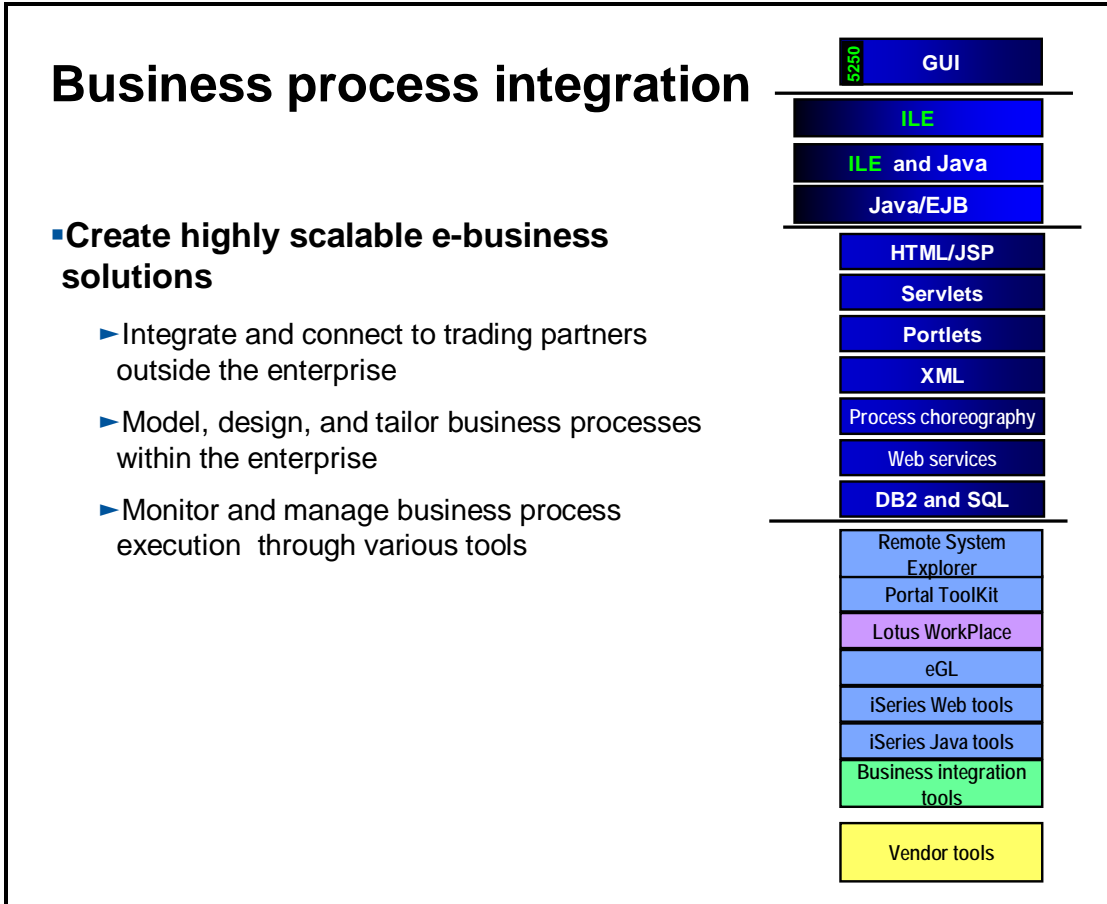 Business process integration
▪Create highly scalable e-business
solutions
►Integrate and connect to trading partners
outside the enterprise
►Model, design, and tailor business processes
within the enterprise
►Monitor and manage business process
execution  through various tools
5250
GUI
ILE
ILE and Java
Java/EJB
HTML/JSP
Servlets
Portlets
XML
Process choreography
Web services
DB2 and SQL
Remote System
Explorer
Portal ToolKit
Lotus WorkPlace
eGL
iSeries Web tools
iSeries Java tools
Business integration
tools
Vendor tools